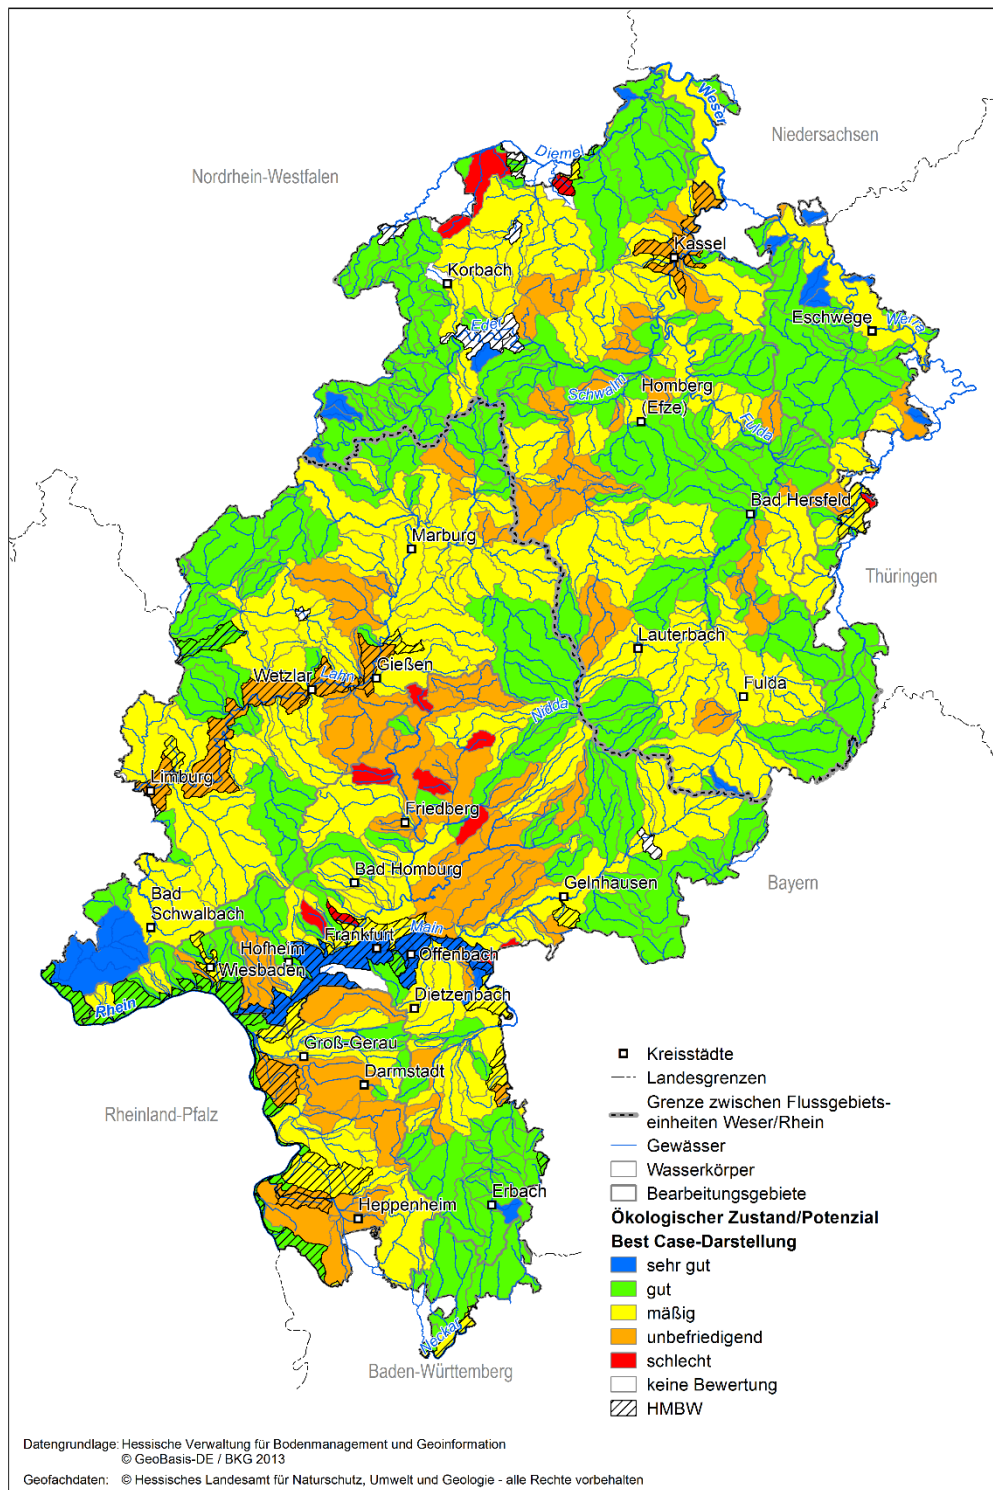 Niedersachsen
Nordrhein-Westfalen
Weser
Diemel
Kassel
Korbach
Eder
Eschwege
Werra
Schwalm
Homberg
(Efze)
Fulda
Bad Hersfeld
Marburg
Thüringen
Lauterbach
Gießen
Wetzlar
Lahn
Fulda
Nidda
Limburg
Friedberg
Bad Homburg
Gelnhausen
Bayern
Bad
Schwalbach
Main
Frankfurt
Hofheim
Offenbach
Wiesbaden
Dietzenbach
Rhein
Groß-Gerau
Darmstadt
Rheinland-Pfalz
Erbach
Heppenheim
Neckar
Baden-Württemberg
Kreisstädte
Landesgrenzen
Grenze zwischen Flussgebiets-
einheiten Weser/Rhein
Gewässer
Wasserkörper
Bearbeitungsgebiete
Ökologischer Zustand/Potenzial
Best Case-Darstellung
sehr gut
gut
mäßig
unbefriedigend
schlecht
keine Bewertung
HMBW
Datengrundlage: Hessische Verwaltung für Bodenmanagement und Geoinformation
© GeoBasis-DE / BKG 2013
Geofachdaten: © Hessisches Landesamt für Naturschutz, Umwelt und Geologie - alle Rechte vorbehalten